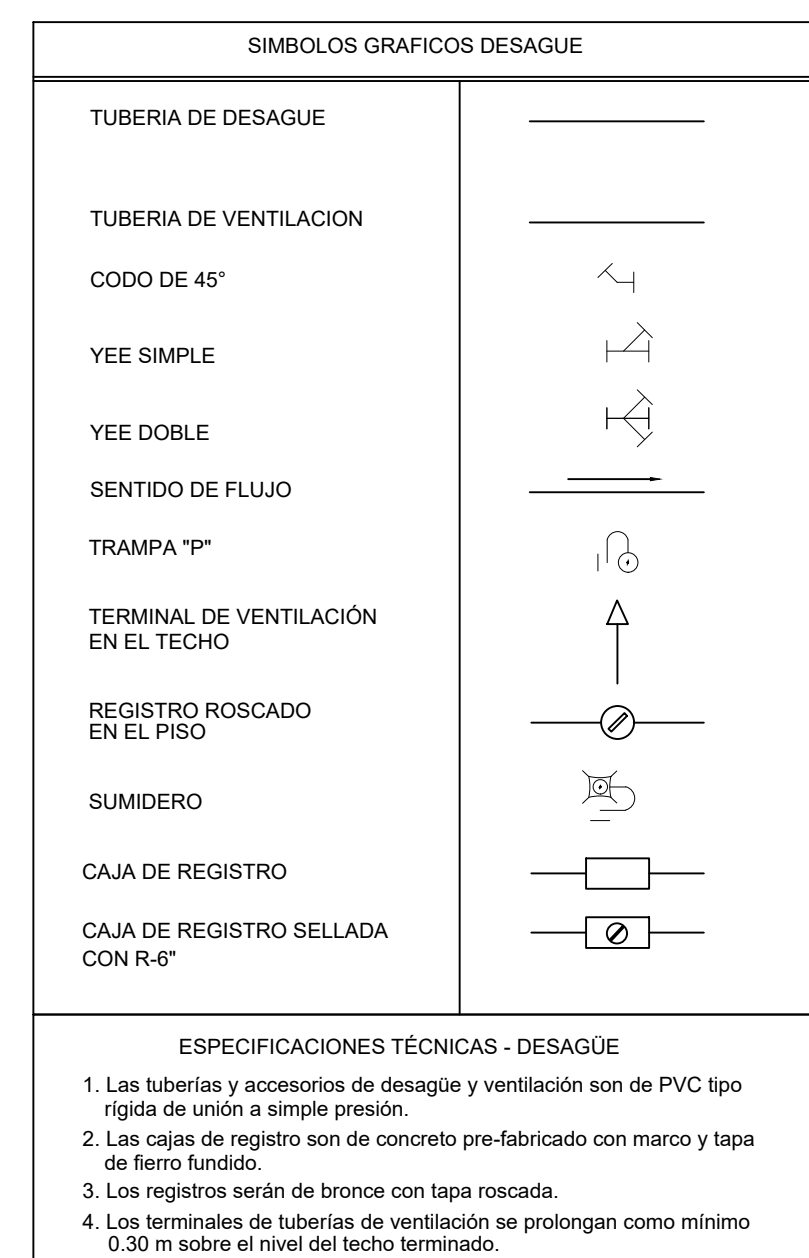 SIMBOLOS GRAFICOS DESAGUE
TUBERIA DE DESAGUE
TUBERIA DE VENTILACION
CODO DE 45°
YEE SIMPLE
YEE DOBLE
SENTIDO DE FLUJO
TRAMPA "P"
TERMINAL DE VENTILACIÓN
EN EL TECHO
REGISTRO ROSCADO
EN EL PISO
SUMIDERO
CAJA DE REGISTRO
CAJA DE REGISTRO SELLADA
CON R-6"
ESPECIFICACIONES TÉCNICAS - DESAGÜE
1. Las tuberías y accesorios de desagüe y ventilación son de PVC tipo
rígida de unión a simple presión.
2. Las cajas de registro son de concreto pre-fabricado con marco y tapa
de fierro fundido.
3. Los registros serán de bronce con tapa roscada.
4. Los terminales de tuberías de ventilación se prolongan como mínimo
0.30 m sobre el nivel del techo terminado.